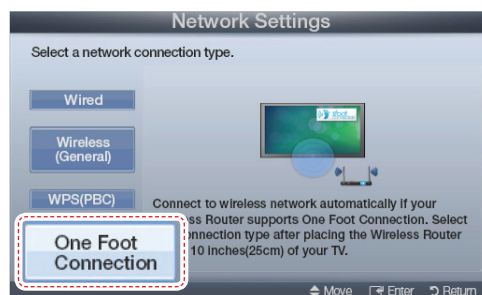 Network Settings
Select a network connection type.
Wired
Wireless
(General)
WPS(PBC)
One Foot
Connection
Connect to wireless network automatically if your
Router supports One Foot Connection. Select
type after placing the Wireless Router
10 inches(25cm) of your TV.
Move Enter Return